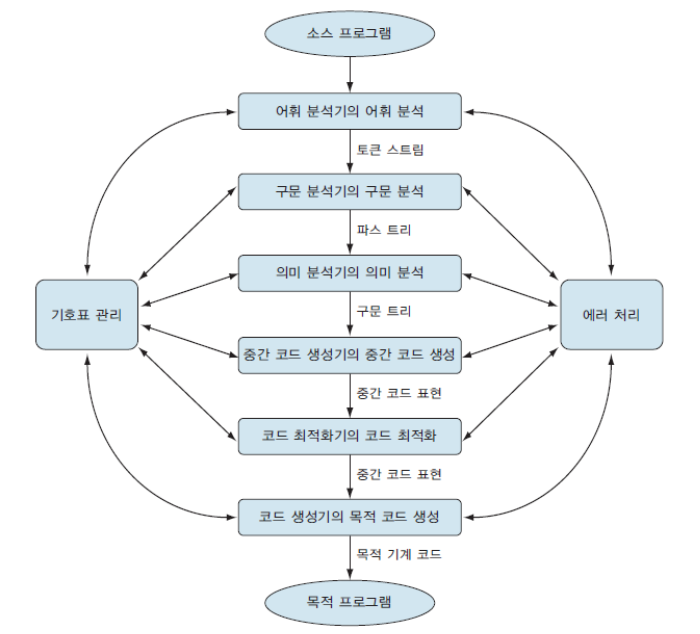 소스 프로그램
어휘 분석기의 어휘 분석
토큰 스트림
구문 분석기의 구문 분석
파스 트리
의미 분석기의 의미 분석
기호표 관리
구문 트리
에러 처리
중간 코드 생성기의 중간 코드 생성
중간 코드 표현
코드 최적화기의 코드 최적화
중간 코드 표현
코드 생성기의 목적 코드 생성
목적 기계 코드
목적 프로그램